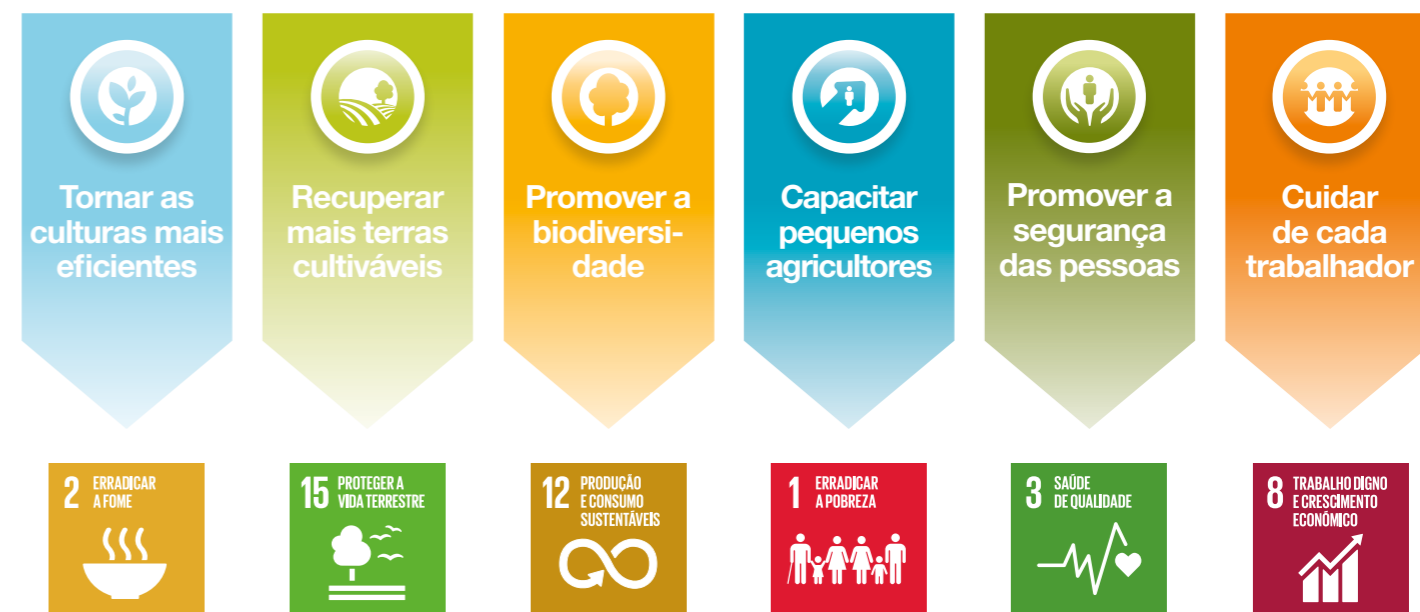 Tornar as
culturas mais
eficientes
Recuperar
mais terras
cultiváveis
Promover a
biodiversi-
dade
Capacitar
pequenos
agricultores
Promover a
segurança
das pessoas
Cuidar
de cada
trabalhador
2 ERRADICAR
A FOME
15 PROTEGER A
VIDA TERRESTRE
12 PRODUÇÃO
E CONSUMO
SUSTENTÁVEIS
1 ERRADICAR
A POBREZA
3 SAÚDE
DE QUALIDADE
8 TRABALHO DIGNO
E CRESCIMENTO
ECONÓMICO